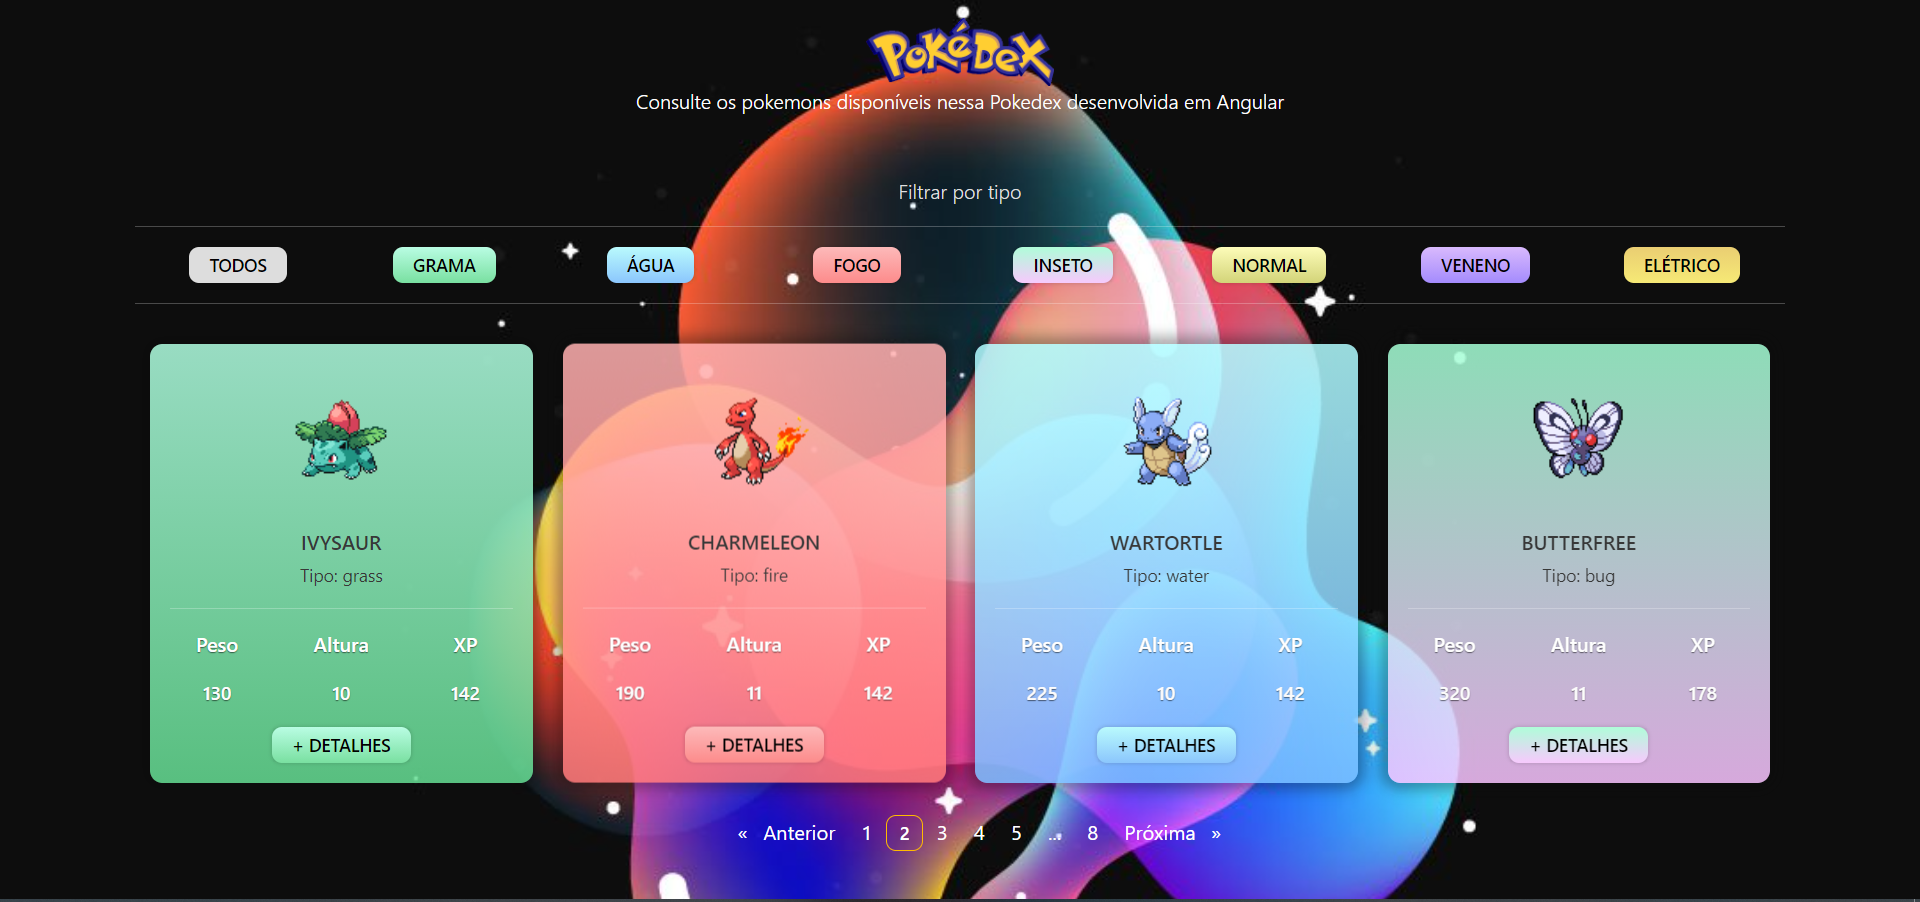 PoKéDeX
Consulte os pokemons disponíveis nessa Pokedex desenvolvida em Angular
Filtrar por tipo
TODOS GRAMA ÁGUA FOGO INSETO NORMAL VENENO ELÉTRICO
IVYSAUR CHARMELEON WARTORTLE BUTTERFREE
Tipo: grass Tipo: fire Tipo: water Tipo: bug
Peso Altura XP Peso Altura XP Peso Altura XP Peso Altura XP
130 10 142 190 11 142 225 10 142 320 11 178
+ DETALHES + DETALHES + DETALHES + DETALHES
« Anterior 1 2 3 4 5 ... 8 Próxima »